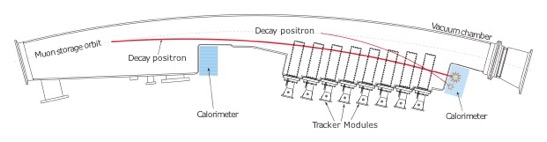 Decay positron
Vacuum chamber
Muon storage orbit
Decay positron
Calorimeter
Calorimeter
Tracker Modules